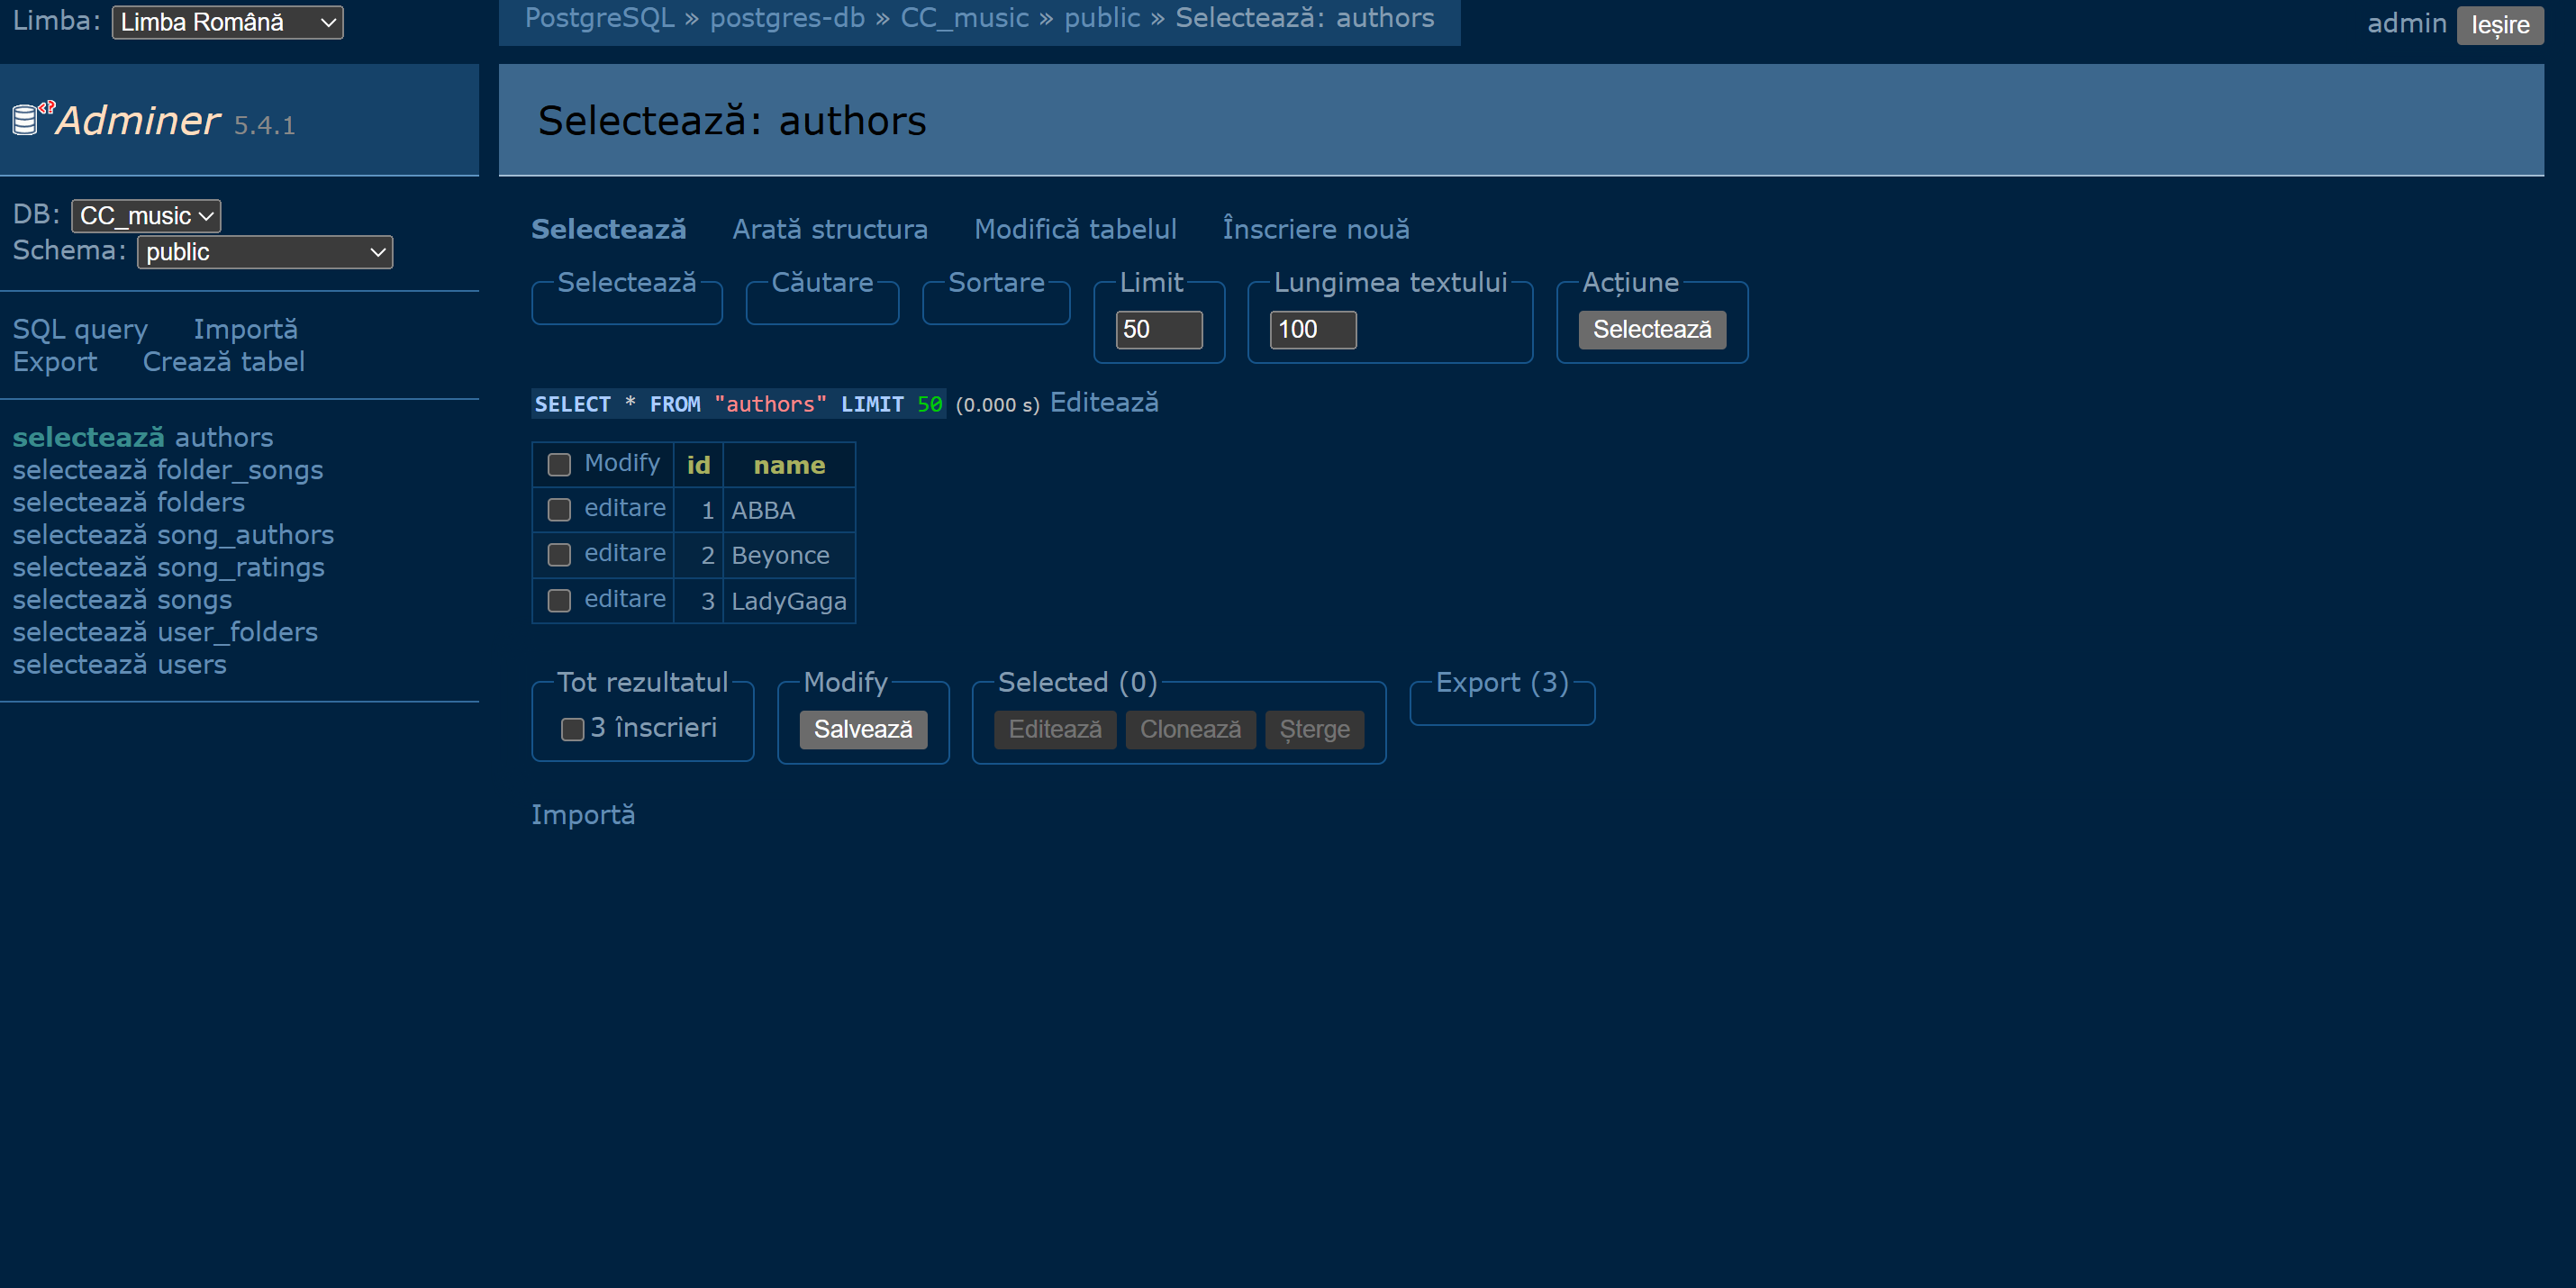 Limba: Limba Română
PostgreSQL » postgres-db » CC_music » public » Selectează: authors
admin Ieșire
Adminer 5.4.1
Selectează: authors
DB: CC_music
Schema: public
SQL query Importă
Export Crează tabel
selectează authors
selectează folder_songs
selectează folders
selectează song_authors
selectează song_ratings
selectează songs
selectează user_folders
selectează users
Selectează Arată structura Modifică tabelul Înscriere nouă
Selectează Căutare Sortare Limit Lungimea textului Acțiune
50 100 Selectează
SELECT * FROM "authors" LIMIT 50 (0.000 s) Editează
Modify id name
editare 1 ABBA
editare 2 Beyonce
editare 3 LadyGaga
Tot rezultatul Modify Selected (0) Export (3)
3 înscrieri Salvează Editează Clonează Șterge
Importă